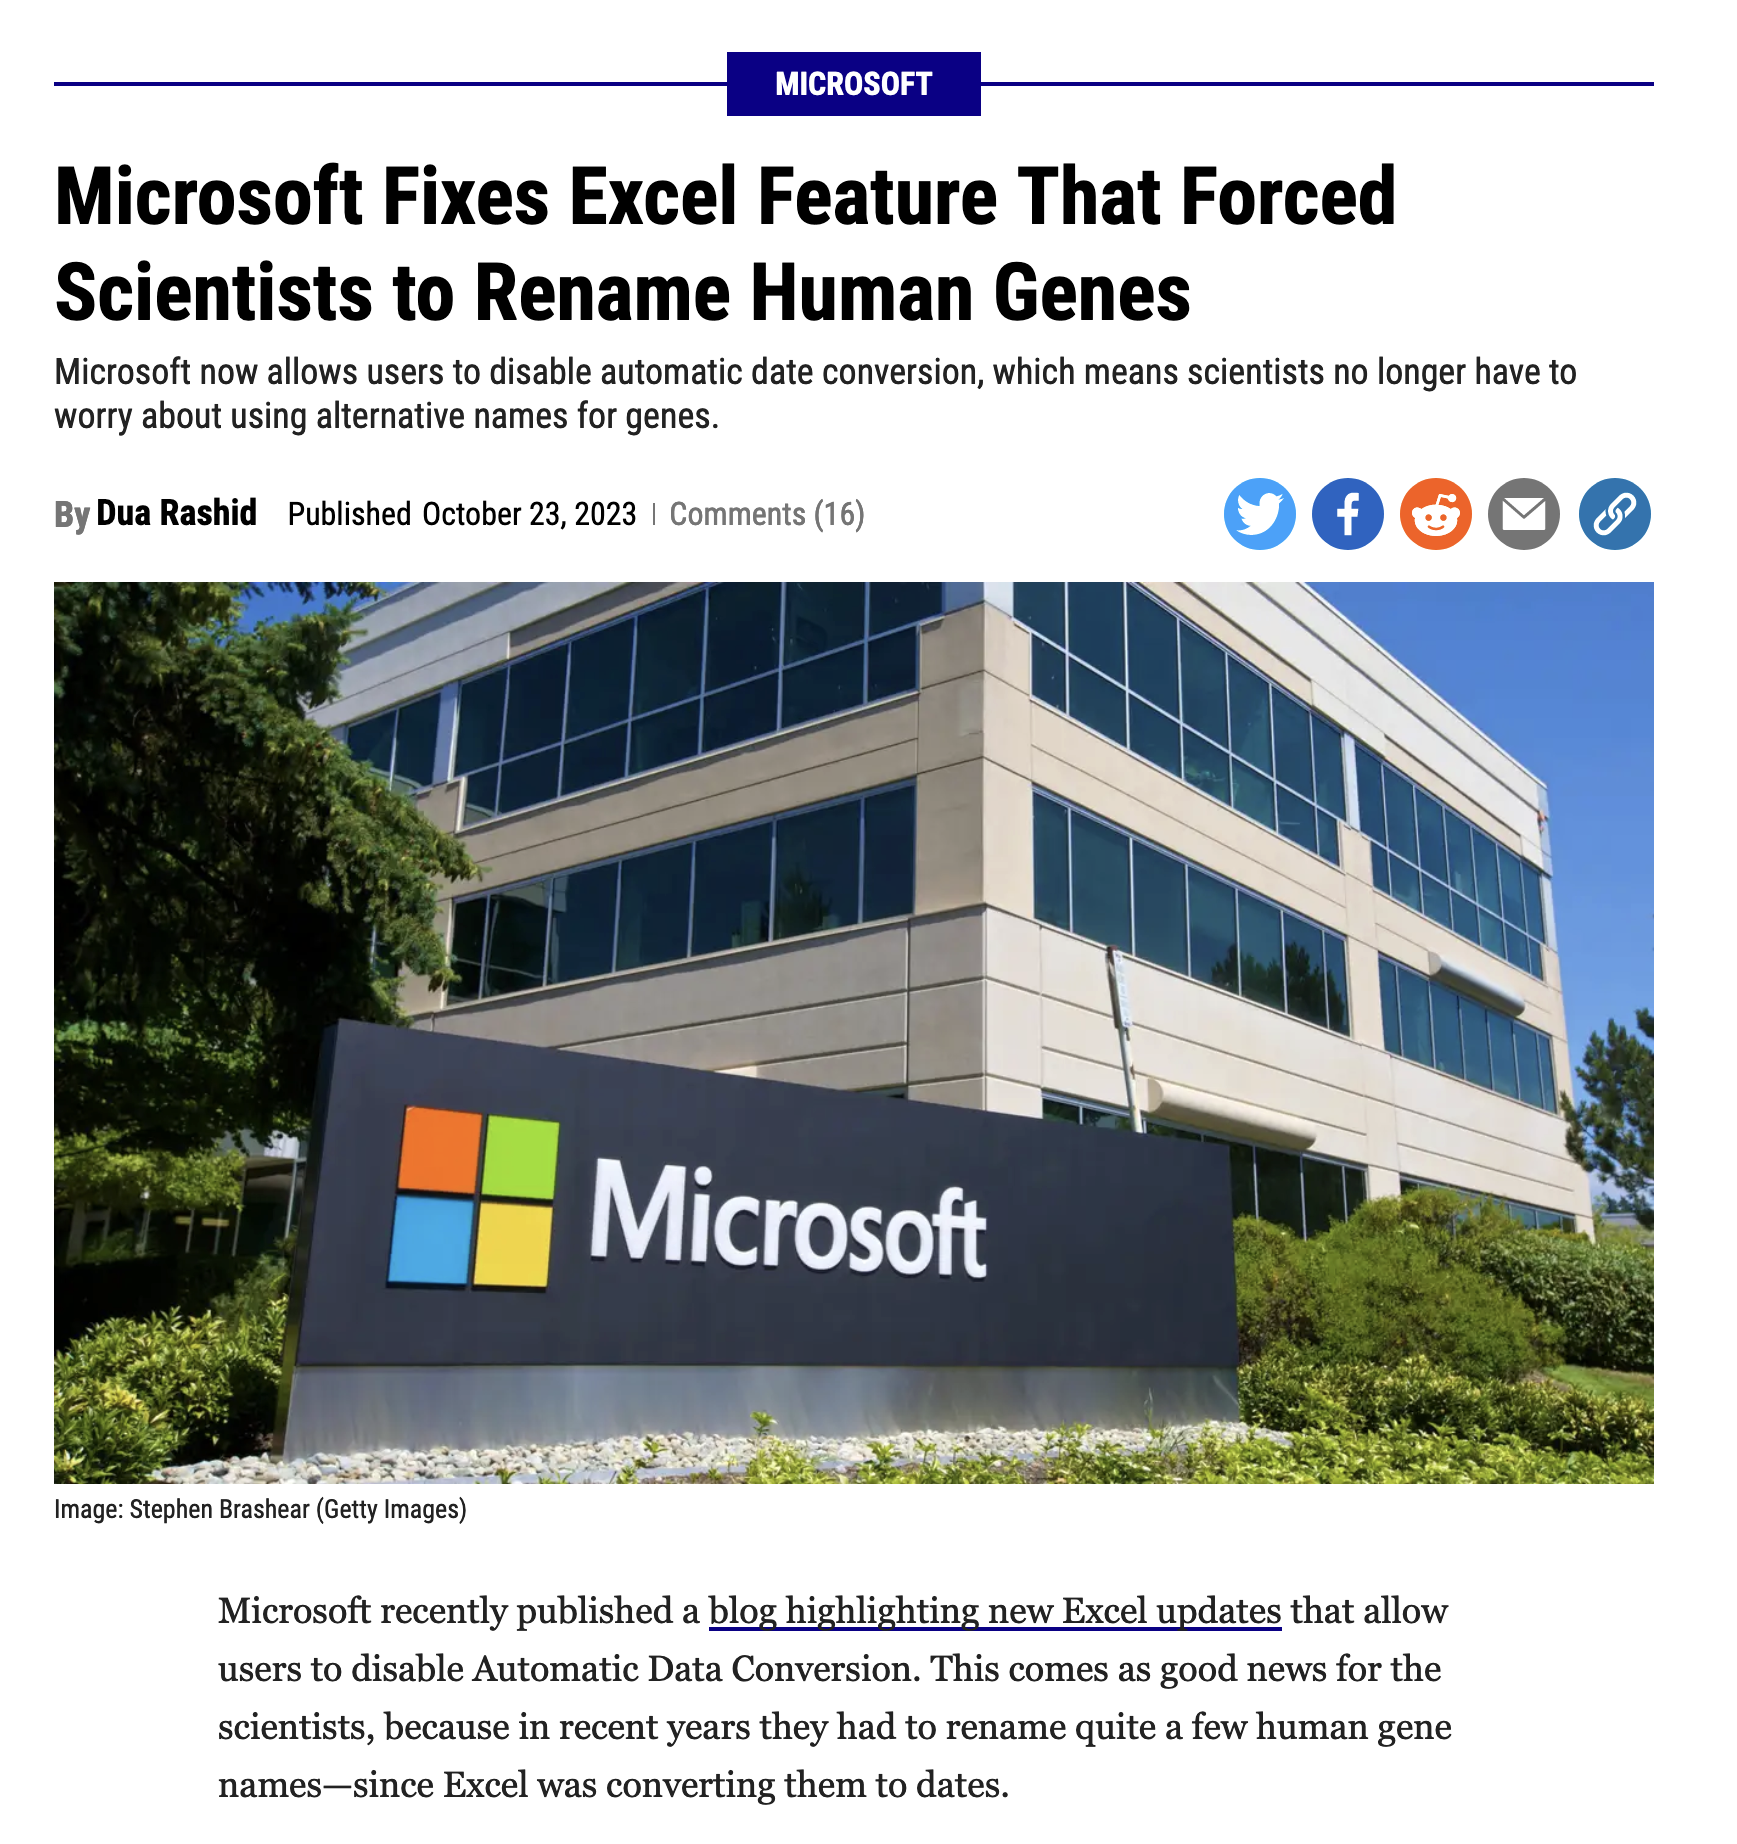 MICROSOFT
Microsoft Fixes Excel Feature That Forced
Scientists to Rename Human Genes
Microsoft now allows users to disable automatic date conversion, which means scientists no longer have to
worry about using alternative names for genes.
By Dua Rashid Published October 23, 2023 | Comments (16)
Microsoft
Image: Stephen Brashear (Getty Images)
Microsoft recently published a blog highlighting new Excel updates that allow
users to disable Automatic Data Conversion. This comes as good news for the
scientists, because in recent years they had to rename quite a few human gene
names—since Excel was converting them to dates.